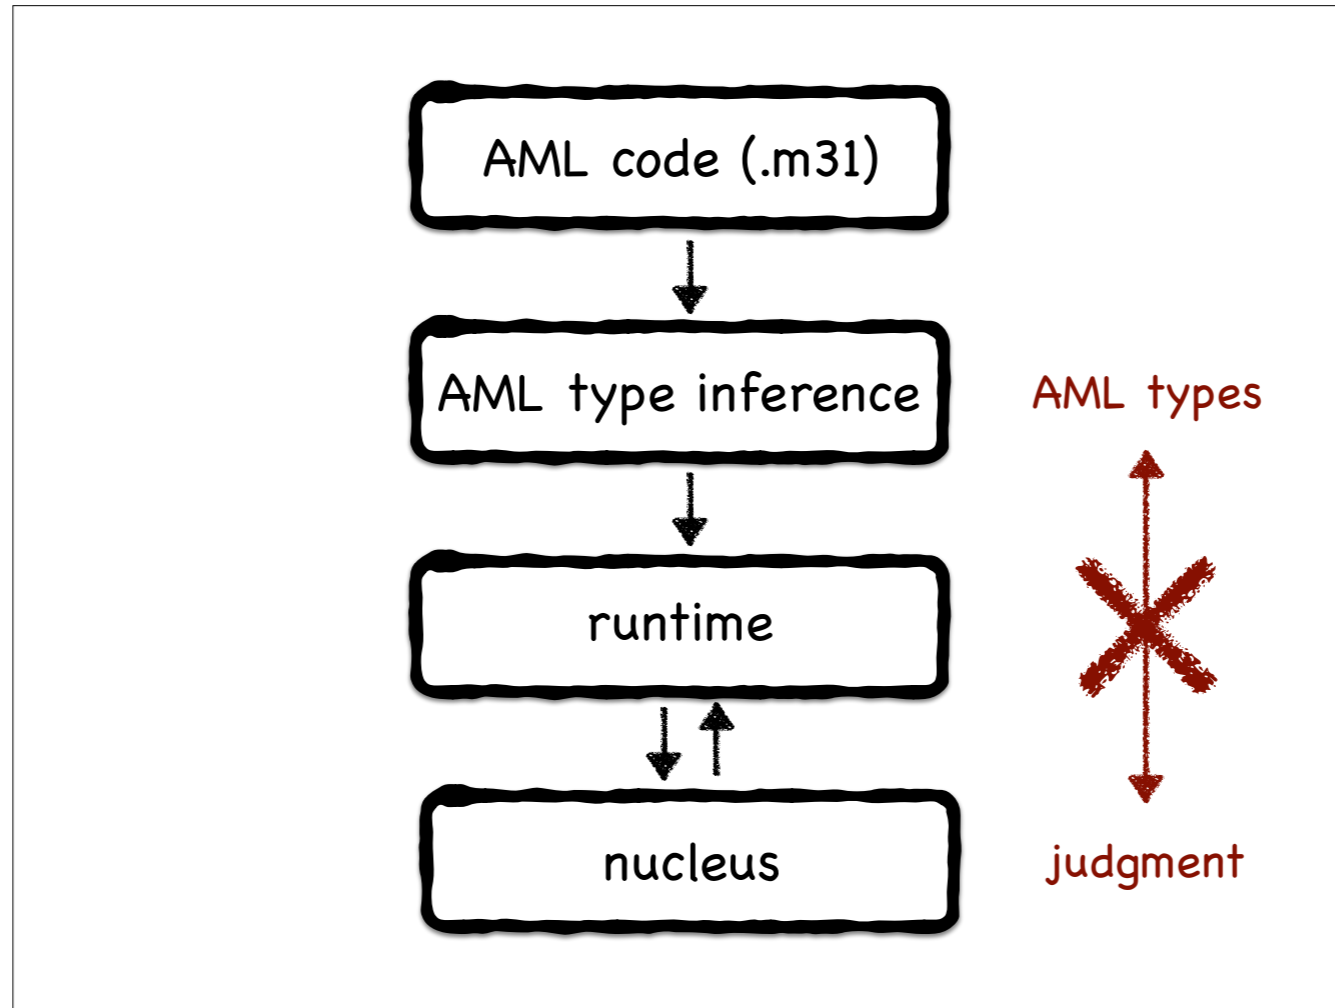 AML code (.m31)
AML type inference
AML types
runtime
nucleus
judgment